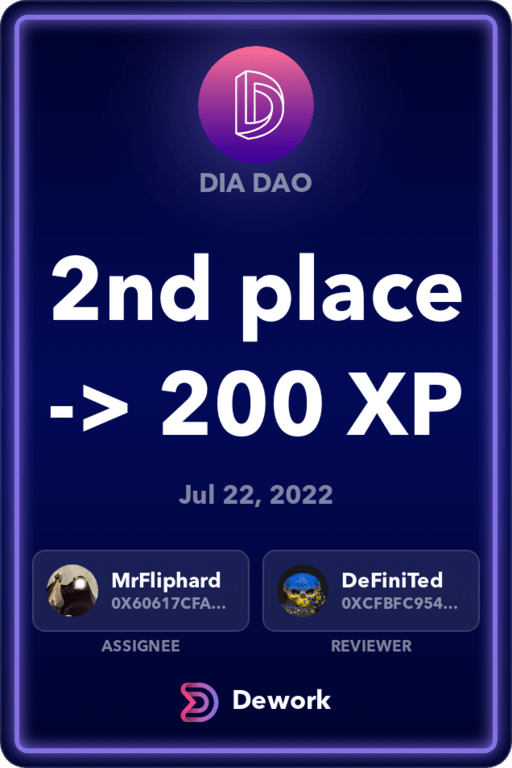 DIA DAO
2nd place
-> 200 XP
Jul 22, 2022
MrFliphard
0X60617CFA...
DeFiniTed
0XCFBFC954...
ASSIGNEE
REVIEWER
Dework